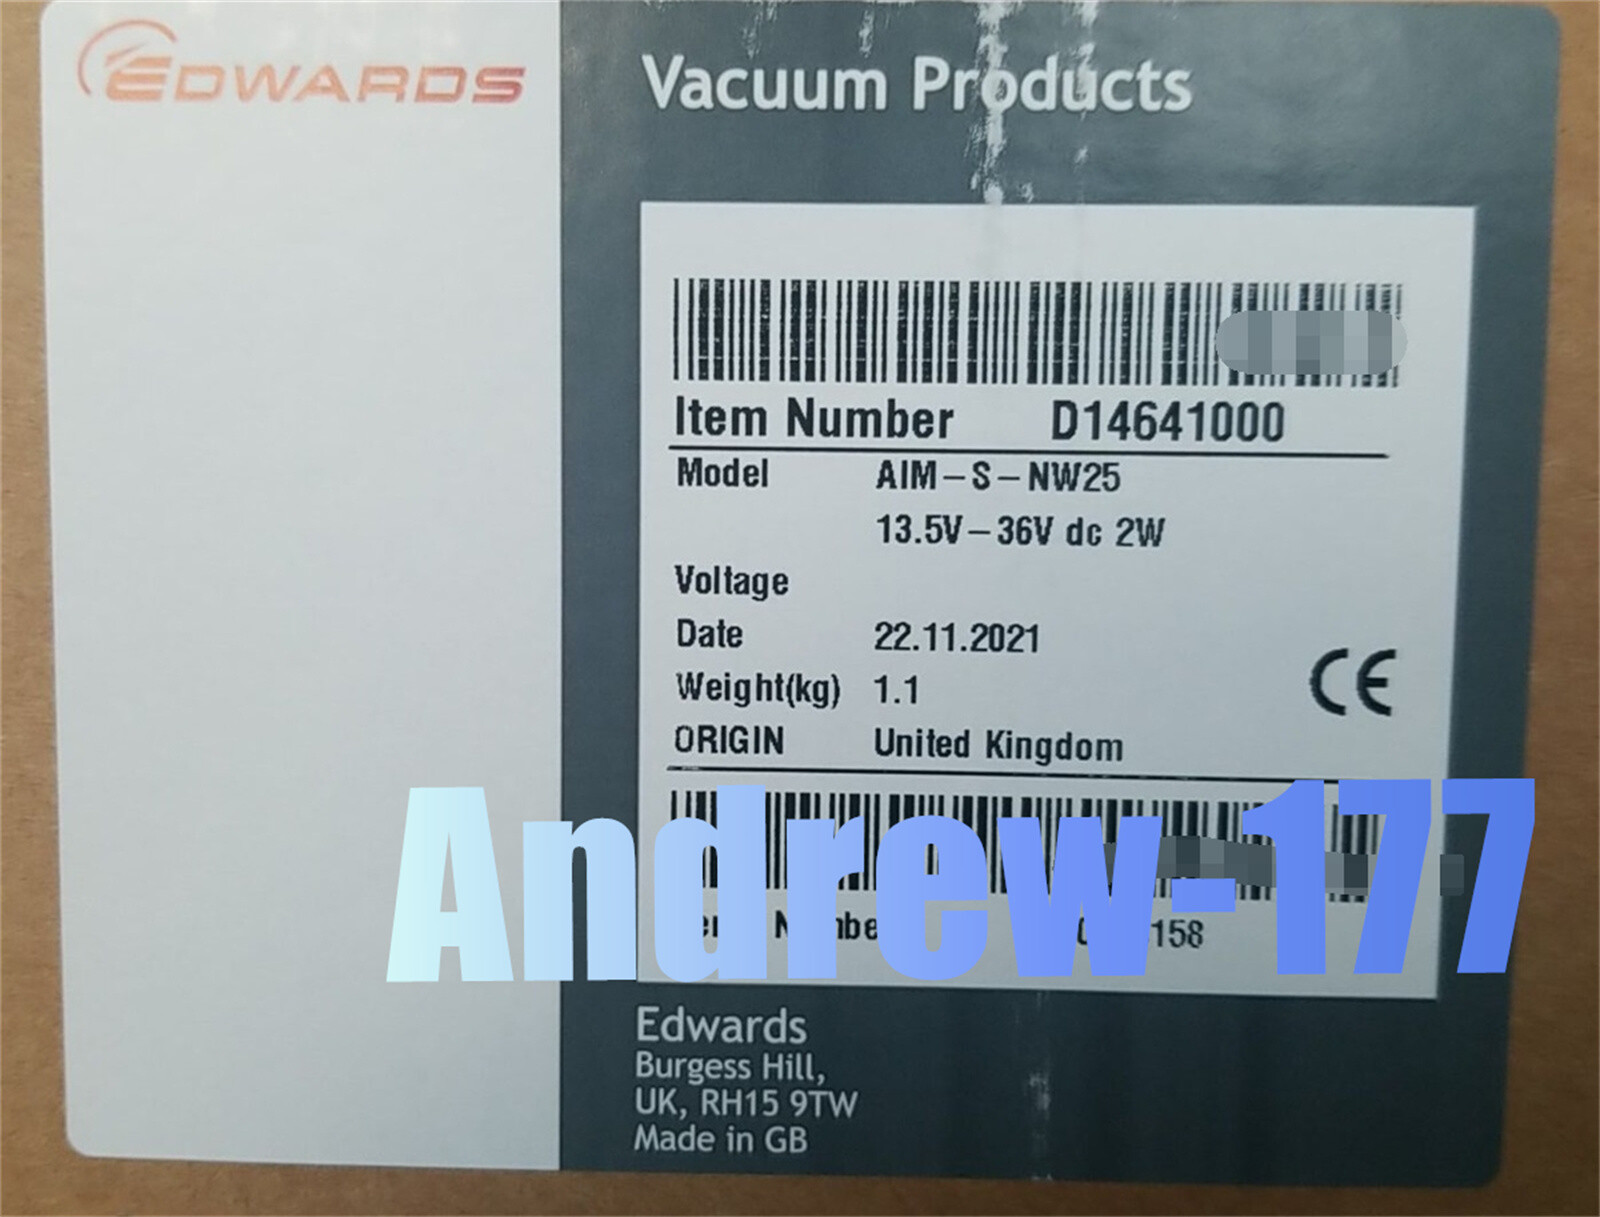 EDWARDS
Vacuum Products
Item Number D14641000
Model AIM-S-NW25
13.5V-36V dc 2W
Voltage
Date 22.11.2021
Weight(kg) 1.1
ORIGIN United Kingdom
CE
Andrew-177
158
Edwards
Burgess Hill,
UK, RH15 9TW
Made in GB